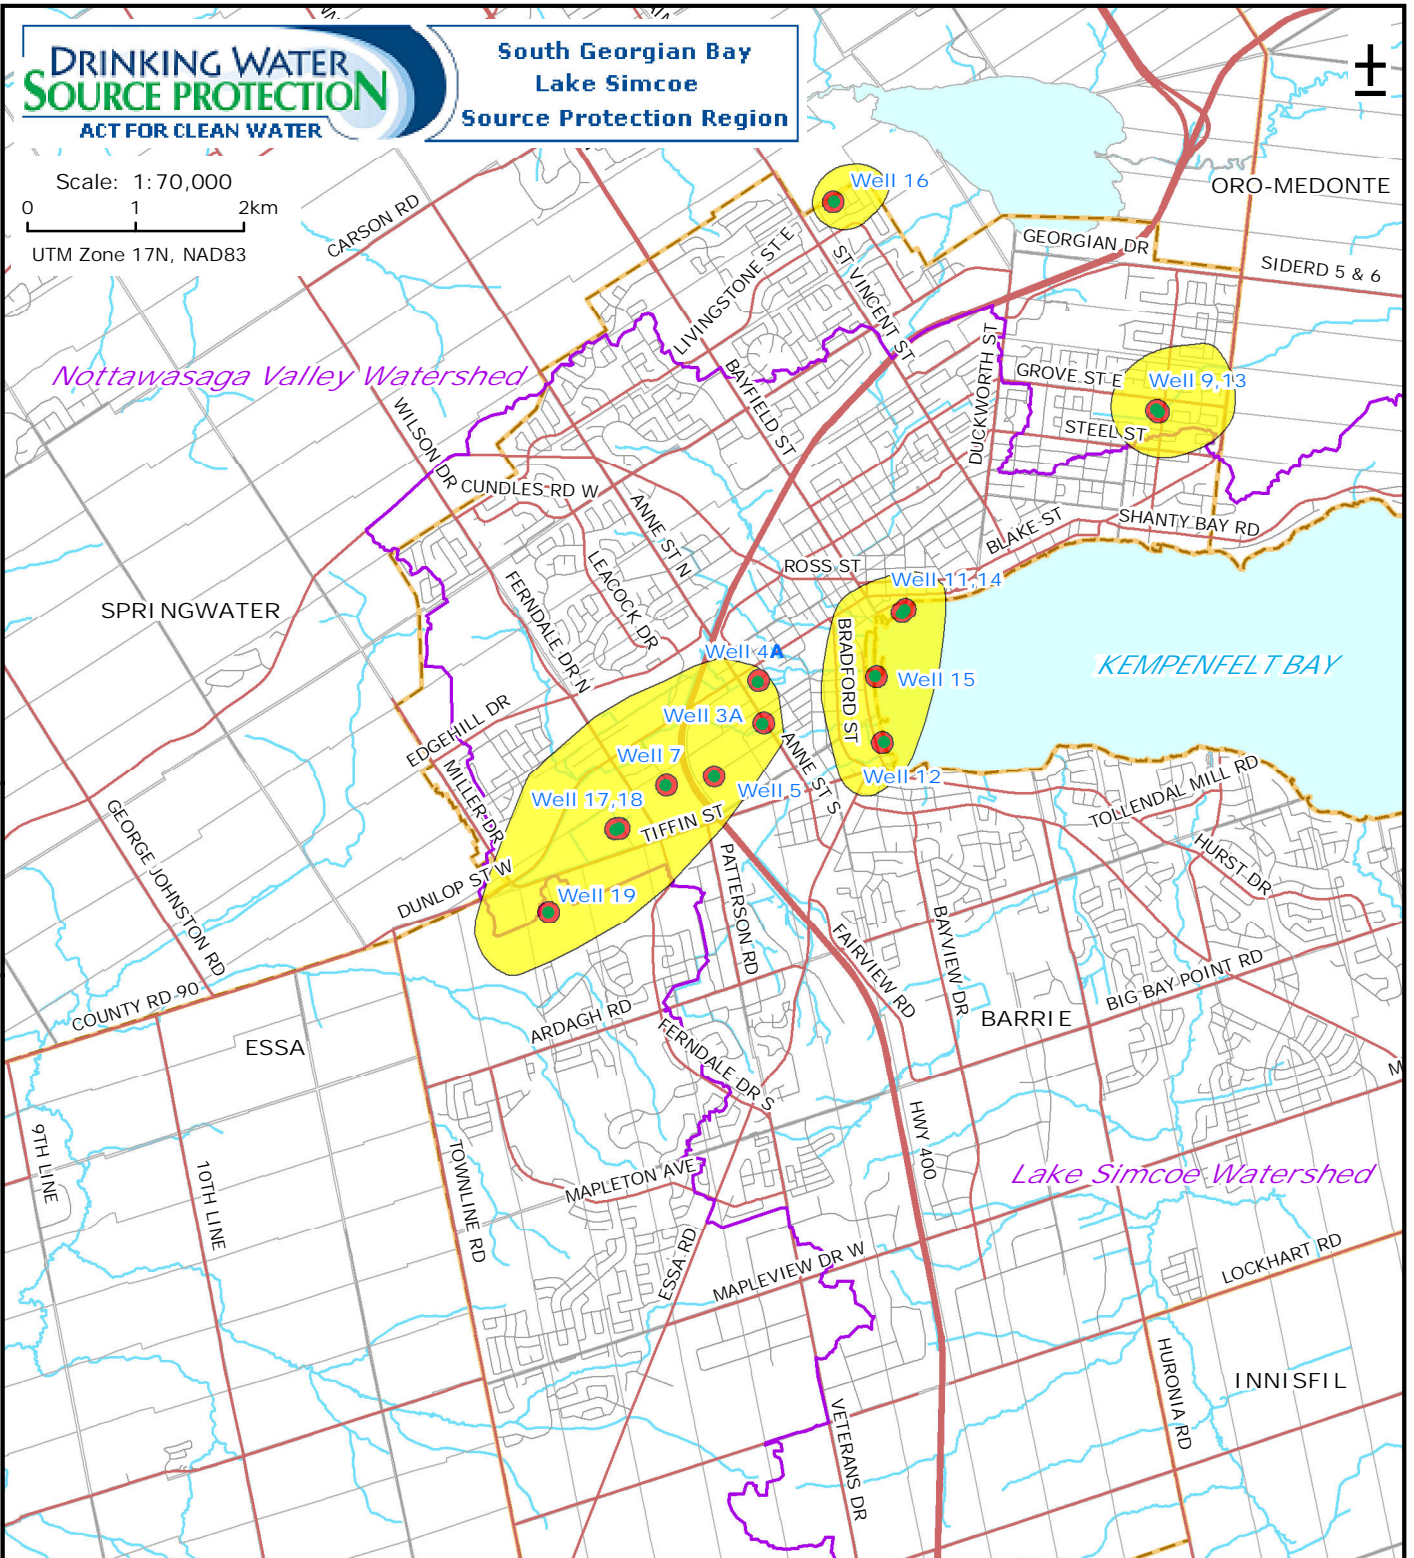 DRINKING WATER
SOURCE PROTECTION
ACT FOR CLEAN WATER
South Georgian Bay
Lake Simcoe
Source Protection Region
±
Scale: 1:70,000
0 1 2km
UTM Zone 17N, NAD83
CARSON RD
Well 16
ORO-MEDONTE
GEORGIAN DR
SIDERD 5 & 6
LIVINGSTONE ST E
ST VINCENT ST
Nottawasaga Valley Watershed
BAYFIELD ST
DUCKWORTH ST
GROVE ST E
Well 9,13
STEEL ST
WILSON DR
CUNDLES RD W
ANNE ST N
SHANTY BAY RD
BLAKE ST
ROSS ST
LEACOCK DR
FERNDALE DR N
SPRINGWATER
Well 11,14
BRADFORD ST
Well 4A
Well 15
KEMPENFELT BAY
Well 3A
EDGEHILL DR
MILLER DR
Well 7
ANNE ST S
Well 12
Well 5
Well 17,18
TIFFIN ST
TOLLENDAL MILL RD
HURST DR
GEORGE JOHNSTON RD
DUNLOP ST W
Well 19
PATTERSON RD
FAIRVIEW RD
BAYVIEW DR
BIG BAY POINT RD
COUNTY RD 90
ARDAGH RD
BARRIE
ESSA
FERNDALE DR S
M
9TH LINE
10TH LINE
TOWNLINE RD
HWY 400
MAPLETON AVE
Lake Simcoe Watershed
ESSA RD
MAPLEVIEW DR W
LOCKHART RD
HURONIA RD
INNISFIL
VETERANS DR